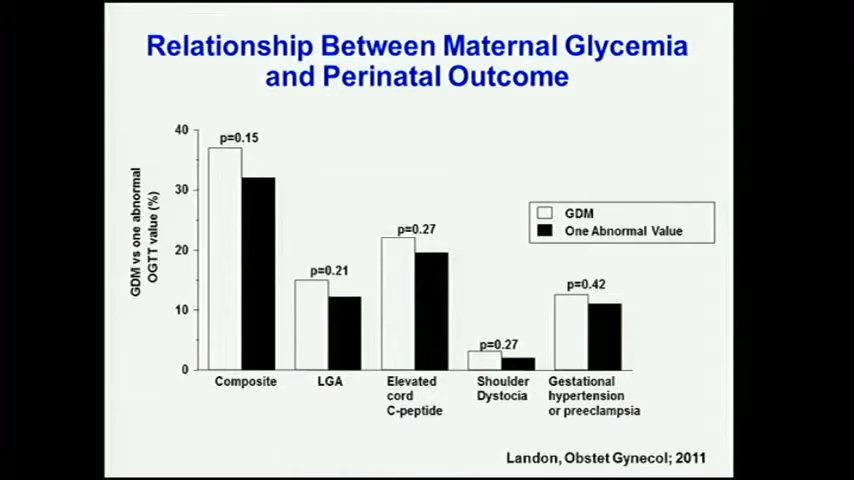 Relationship Between Maternal Glycemia
and Perinatal Outcome
GDM vs one abnormal
OGTT value (%)
40
30
20
10
0
p=0.15
p=0.21
p=0.27
p=0.27
p=0.42
GDM
One Abnormal Value
Composite
LGA
Elevated
cord
C-peptide
Shoulder
Dystocia
Gestational
hypertension
or preeclampsia
Landon, Obstet Gynecol; 2011